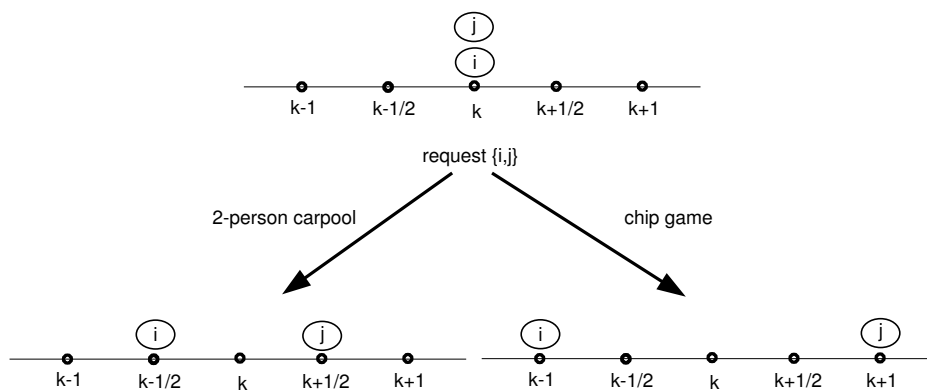 j
i
k-1 k-1/2 k k+1/2 k+1
request {i,j}
2-person carpool chip game
i j i j
k-1 k-1/2 k k+1/2 k+1 k-1 k-1/2 k k+1/2 k+1